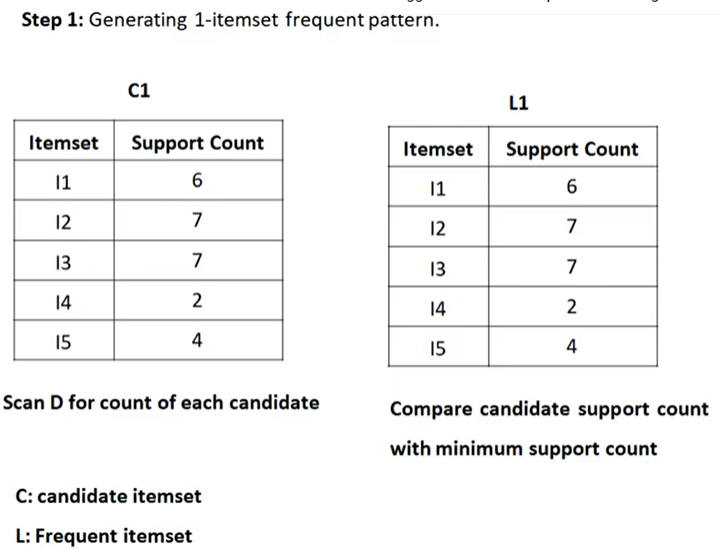 Step 1: Generating 1-itemset frequent pattern.
C1
Itemset Support Count
I1 6
I2 7
I3 7
I4 2
I5 4
Scan D for count of each candidate
L1
Itemset Support Count
I1 6
I2 7
I3 7
I4 2
I5 4
Compare candidate support count
with minimum support count
C: candidate itemset
L: Frequent itemset